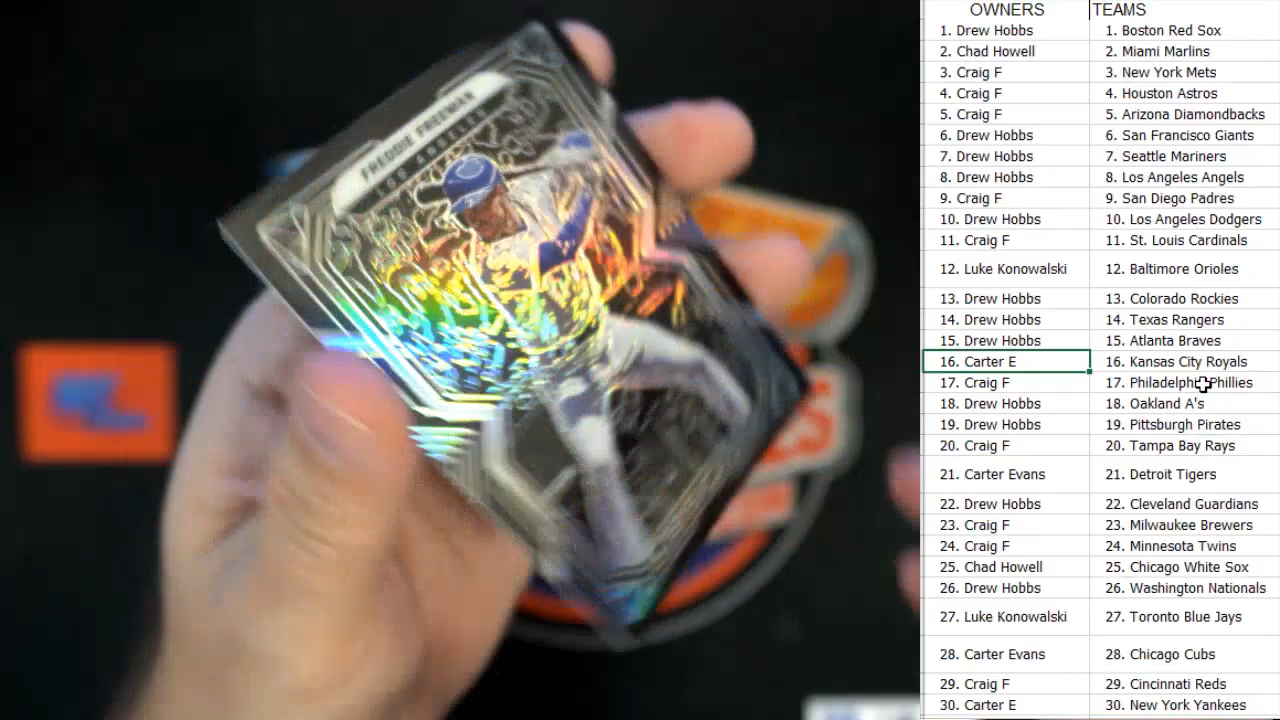 FREDDIE FREEMAN
LOS ANGELES
OWNERS TEAMS
1. Drew Hobbs 1. Boston Red Sox
2. Chad Howell 2. Miami Marlins
3. Craig F 3. New York Mets
4. Craig F 4. Houston Astros
5. Craig F 5. Arizona Diamondbacks
6. Drew Hobbs 6. San Francisco Giants
7. Drew Hobbs 7. Seattle Mariners
8. Drew Hobbs 8. Los Angeles Angels
9. Craig F 9. San Diego Padres
10. Drew Hobbs 10. Los Angeles Dodgers
11. Craig F 11. St. Louis Cardinals
12. Luke Konowalski 12. Baltimore Orioles
13. Drew Hobbs 13. Colorado Rockies
14. Drew Hobbs 14. Texas Rangers
15. Drew Hobbs 15. Atlanta Braves
16. Carter E 16. Kansas City Royals
17. Craig F 17. Philadelphia Phillies
18. Drew Hobbs 18. Oakland A's
19. Drew Hobbs 19. Pittsburgh Pirates
20. Craig F 20. Tampa Bay Rays
21. Carter Evans 21. Detroit Tigers
22. Drew Hobbs 22. Cleveland Guardians
23. Craig F 23. Milwaukee Brewers
24. Craig F 24. Minnesota Twins
25. Chad Howell 25. Chicago White Sox
26. Drew Hobbs 26. Washington Nationals
27. Luke Konowalski 27. Toronto Blue Jays
28. Carter Evans 28. Chicago Cubs
29. Craig F 29. Cincinnati Reds
30. Carter E 30. New York Yankees